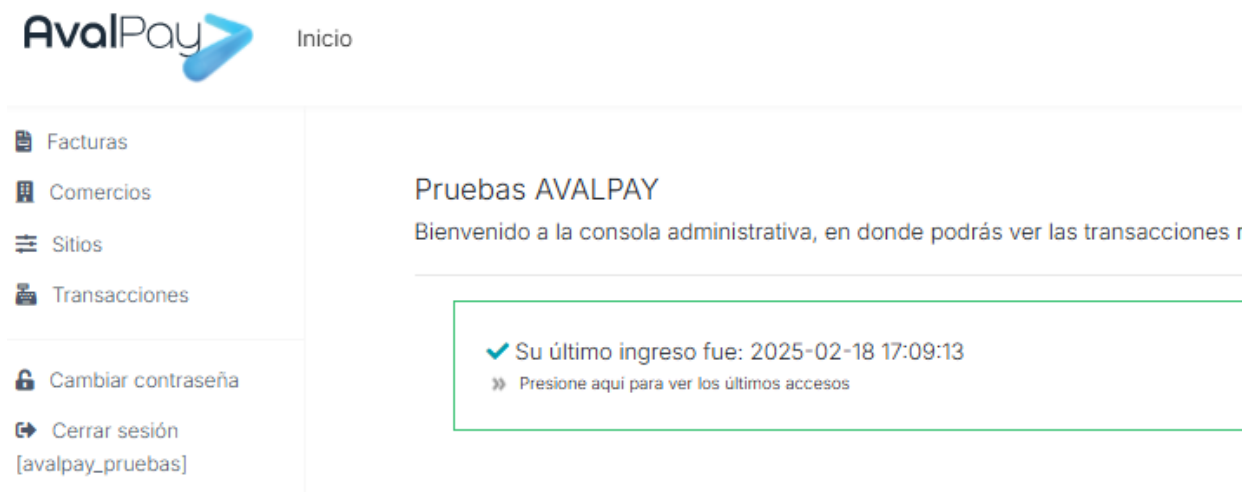 AvalPay
Inicio
Facturas
Comercios
Sitios
Transacciones
Cambiar contraseña
Cerrar sesión
[avalpay_pruebas]
Pruebas AVALPAY
Bienvenido a la consola administrativa, en donde podrás ver las transacciones
Su último ingreso fue: 2025-02-18 17:09:13
Presione aquí para ver los últimos accesos